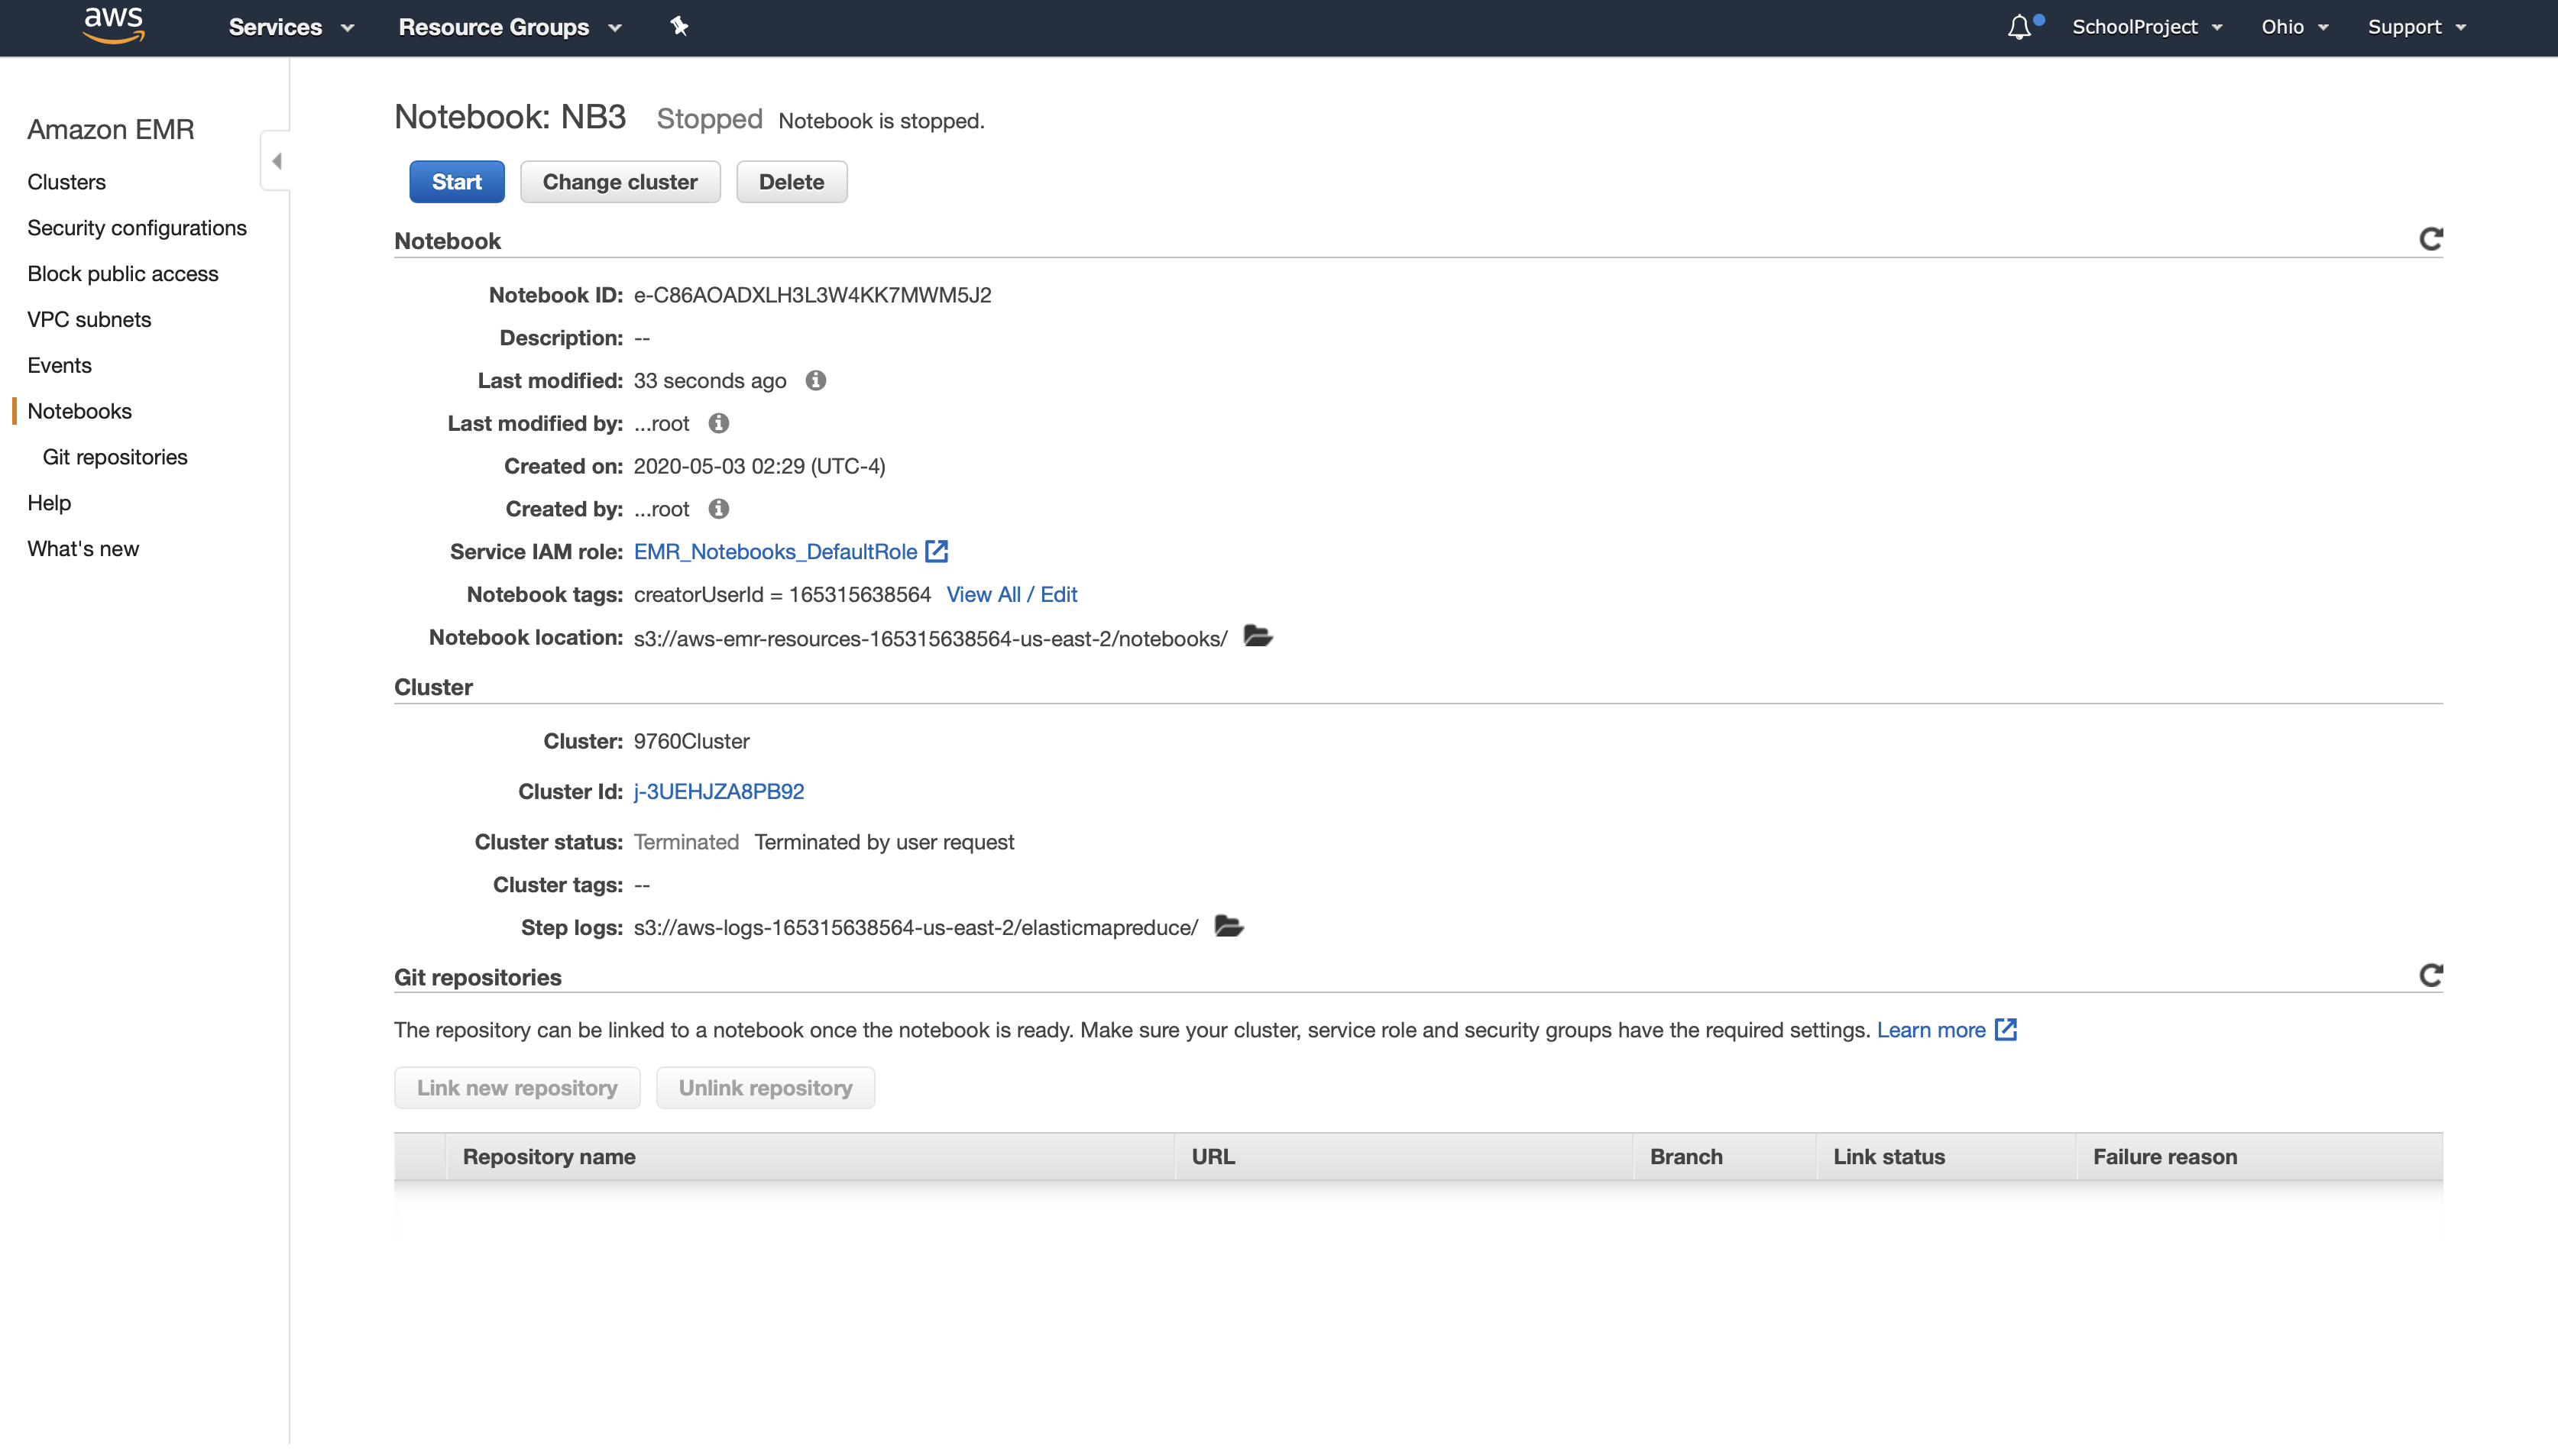 aws Services Resource Groups SchoolProject Ohio Support
Amazon EMR
Clusters
Security configurations
Block public access
VPC subnets
Events
Notebooks
Git repositories
Help
What's new
Notebook: NB3 Stopped Notebook is stopped.
Start Change cluster Delete
Notebook
Notebook ID: e-C86AOADXLH3L3W4KK7MWM5J2
Description: --
Last modified: 33 seconds ago
Last modified by: ...root
Created on: 2020-05-03 02:29 (UTC-4)
Created by: ...root
Service IAM role: EMR_Notebooks_DefaultRole
Notebook tags: creatorUserId = 165315638564 View All / Edit
Notebook location: s3://aws-emr-resources-165315638564-us-east-2/notebooks/
Cluster
Cluster: 9760Cluster
Cluster Id: j-3UEHJZA8PB92
Cluster status: Terminated Terminated by user request
Cluster tags: --
Step logs: s3://aws-logs-165315638564-us-east-2/elasticmapreduce/
Git repositories
The repository can be linked to a notebook once the notebook is ready. Make sure your cluster, service role and security groups have the required settings. Learn more
Link new repository Unlink repository
Repository name URL Branch Link status Failure reason